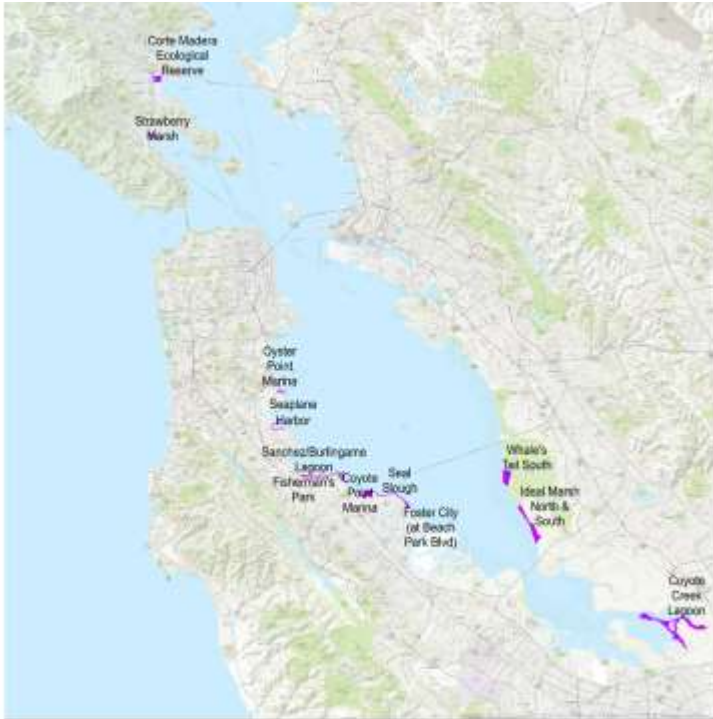 Corte Madera
Ecological
Reserve
Strawberry
Marsh
Oyster
Point
Marina
Seaplane
Harbor
Sanchez/Burlingame
Lagoon
Fisherman's
Park
Coyote
Point
Marina
Seal
Slough
Foster City
(at Beach
Park Blvd)
Whale's
Tail South
Ideal Marsh
North &
South
Coyote
Creek
Lagoon